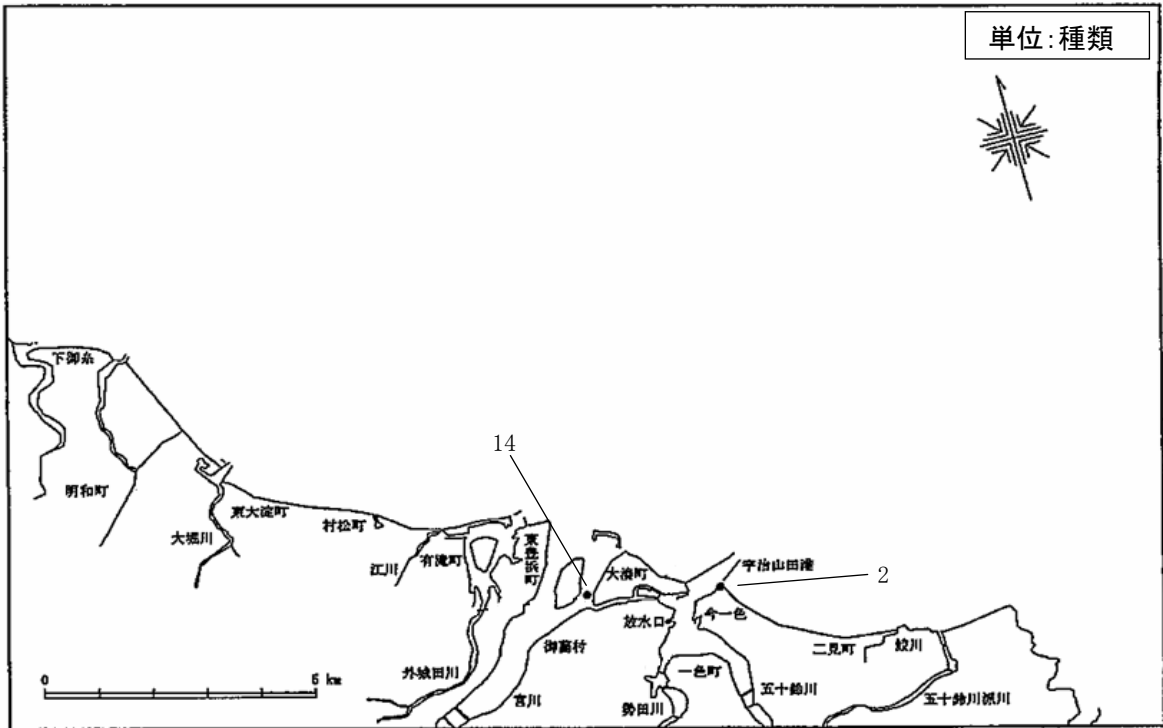 単位:種類
下御糸
14
明和町
東大淀町
村松町
大堀川
江川
有滝町
東豊浜町
大湊町
宇治山田港
2
放水口
今一色
御薗村
二見町
鮫川
外城田川
一色町
宮川
勢田川
五十鈴川
五十鈴川派川
0
6 km